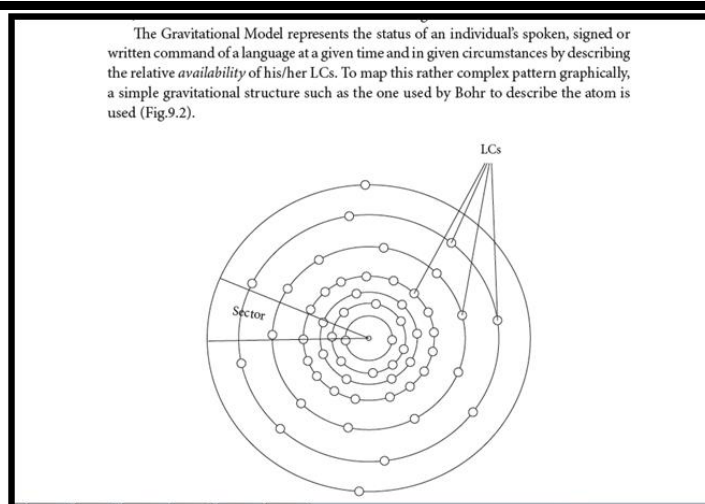 The Gravitational Model represents the status of an individual's spoken, signed or
written command of a language at a given time and in given circumstances by describing
the relative availability of his/her LCs. To map this rather complex pattern graphically,
a simple gravitational structure such as the one used by Bohr to describe the atom is
used (Fig.9.2).
LCs
Sector